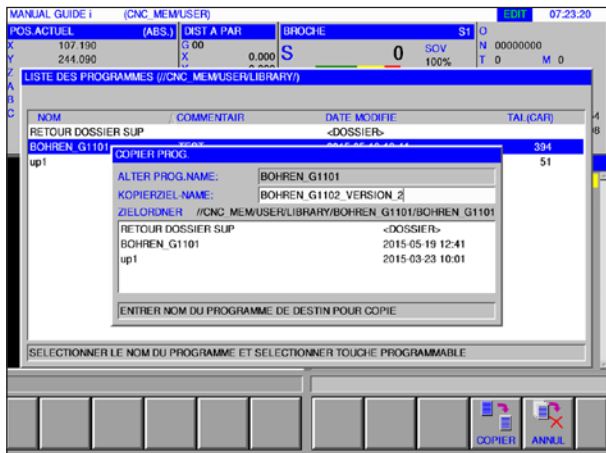 MANUAL GUIDE i (CNC_MEM/USER) EDIT 07:23:20
POS.ACTUEL (ABS.) DIST A PAR BROCHE S1 O
X 107.190 G 00 S 0 SOV N 00000000
Y 244.090 X 0.000 100% T 0 M 0
Z
LISTE DES PROGRAMMES (//CNC_MEM/USER/LIBRARY/)
A
B
C NOM COMMENTAIR DATE MODIFIE TAI.(CAR)
RETOUR DOSSIER SUP <DOSSIER>
BOHREN_G1101 394
up1 51
COPIER PROG.
ALTER PROG.NAME: BOHREN_G1101
KOPIERZIEL-NAME: BOHREN_G1102_VERSION_2
ZIELORDNER //CNC_MEM/USER/LIBRARY/BOHREN_G1101/BOHREN_G1101
RETOUR DOSSIER SUP <DOSSIER>
BOHREN_G1101 2015-05-19 12:41
up1 2015-03-23 10:01
ENTRER NOM DU PROGRAMME DE DESTIN POUR COPIE
SELECTIONNER LE NOM DU PROGRAMME ET SELECTIONNER TOUCHE PROGRAMMABLE
COPIER ANNUL